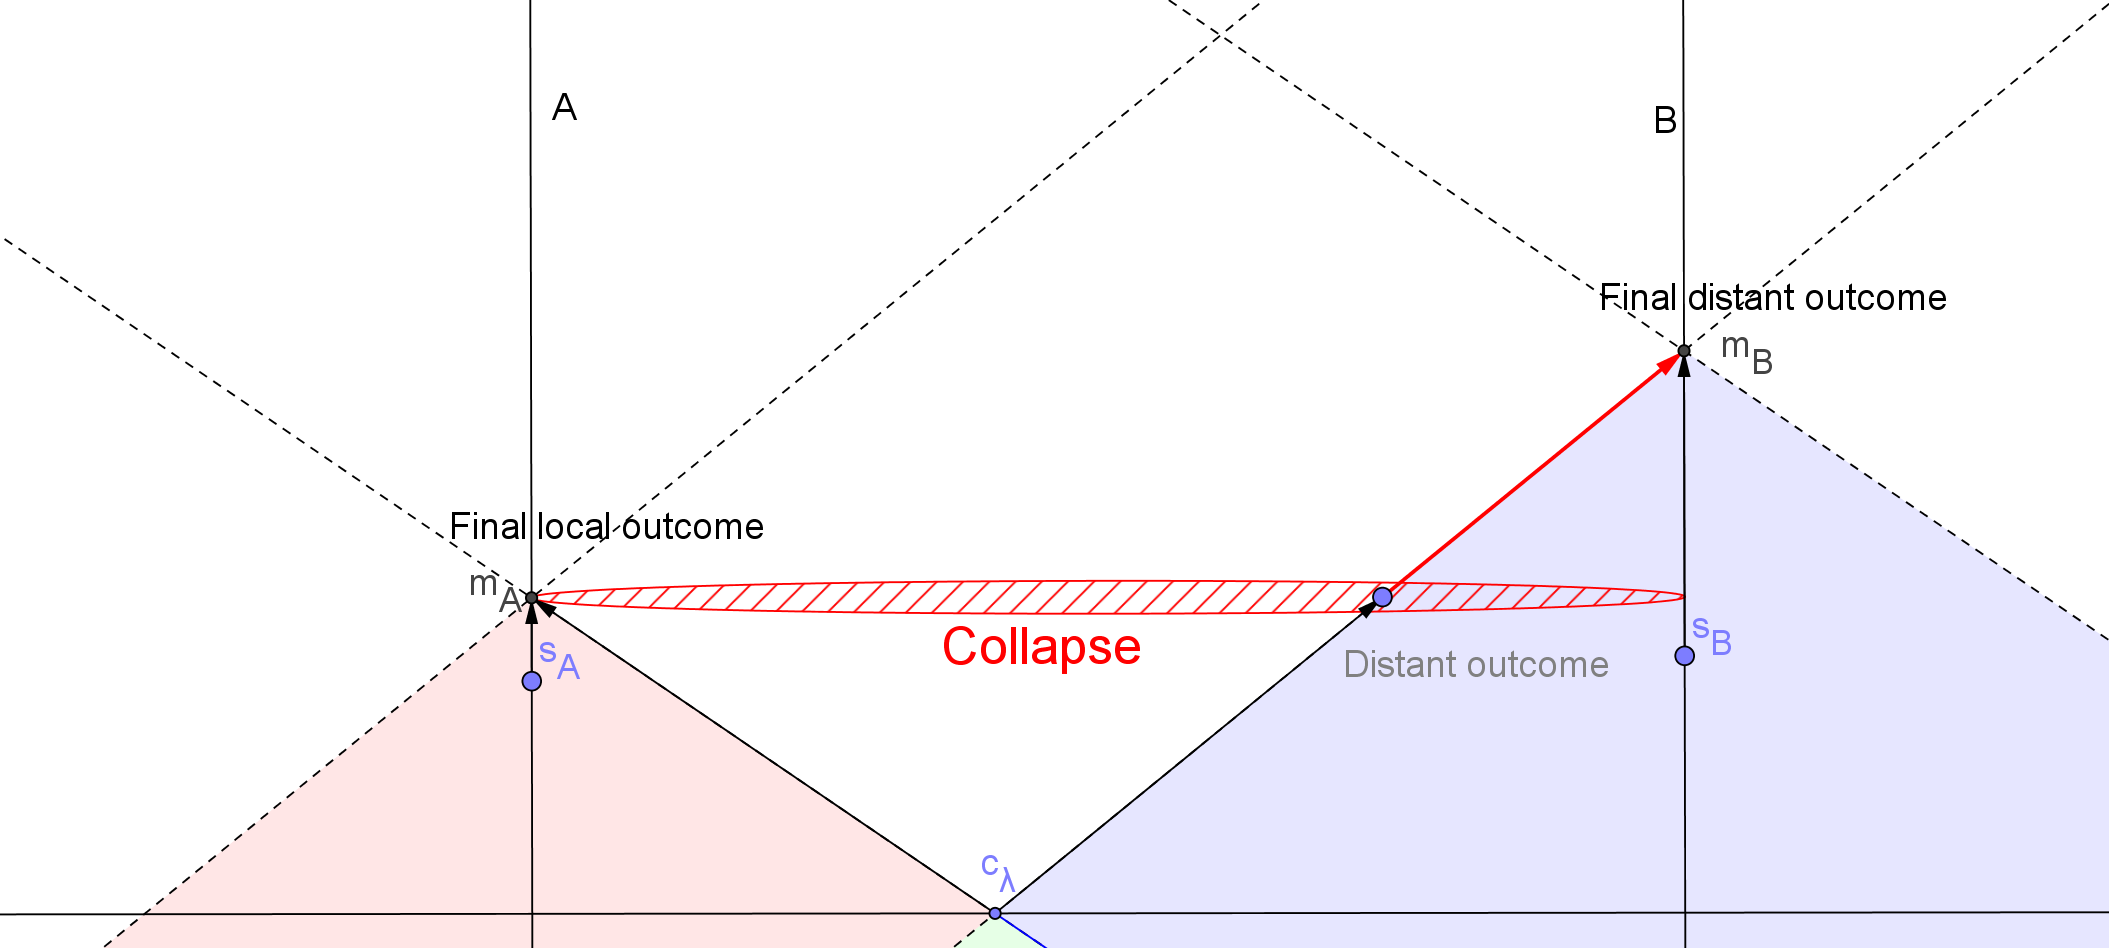 A
B
Final distant outcome
m_B
Final local outcome
m_A
s_A
Collapse
s_B
Distant outcome
c_λ